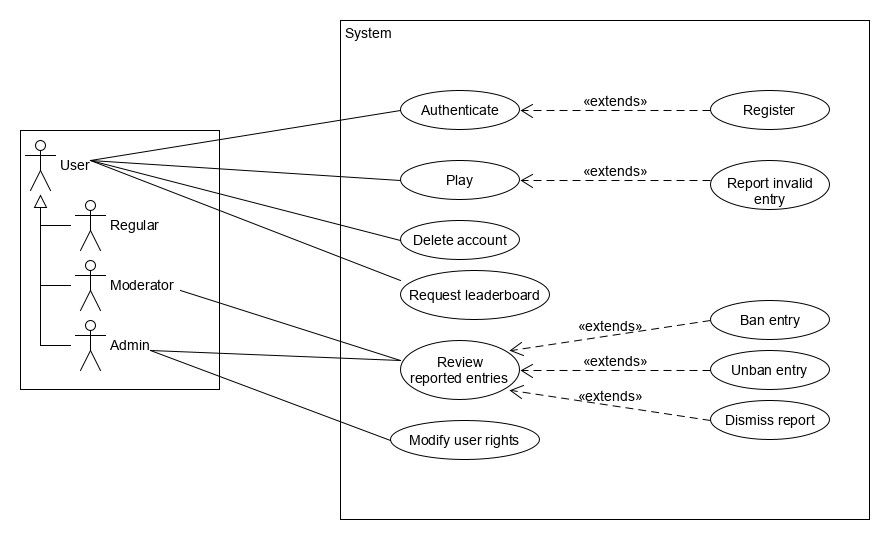 System
Authenticate
«extends»
Register
User
Play
«extends»
Report invalid
entry
Regular
Delete account
Moderator
Request leaderboard
Admin
Review
reported entries
«extends»
Ban entry
«extends»
Unban entry
«extends»
Dismiss report
Modify user rights